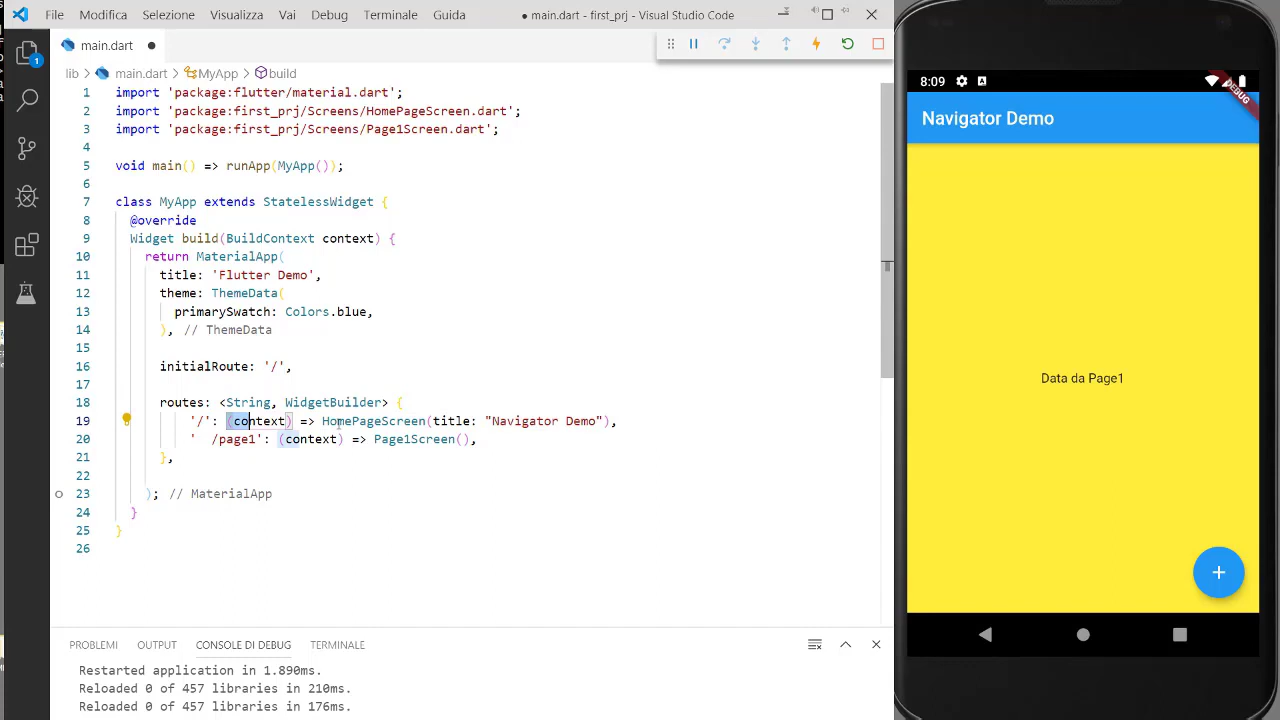 File Modifica Selezione Visualizza Vai Debug Terminale Guida ● main.dart - first_prj - Visual Studio Code
main.dart ●
1
lib > main.dart > MyApp > build
1 import 'package:flutter/material.dart';
2 import 'package:first_prj/Screens/HomePageScreen.dart';
3 import 'package:first_prj/Screens/Page1Screen.dart';
4
5 void main() => runApp(MyApp());
6
7 class MyApp extends StatelessWidget {
8 @override
9 Widget build(BuildContext context) {
10 return MaterialApp(
11 title: 'Flutter Demo',
12 theme: ThemeData(
13 primarySwatch: Colors.blue,
14 ), // ThemeData
15
16 initialRoute: '/',
17
18 routes: <String, WidgetBuilder> {
19 '/': (context) => HomePageScreen(title: "Navigator Demo"),
20 ' /page1': (context) => Page1Screen(),
21 },
22
23 ); // MaterialApp
24 }
25 }
26
PROBLEMI OUTPUT CONSOLE DI DEBUG TERMINALE
Restarted application in 1.890ms.
Reloaded 0 of 457 libraries in 210ms.
Reloaded 0 of 457 libraries in 176ms.
8:09
DEBUG
Navigator Demo
Data da Page1
+